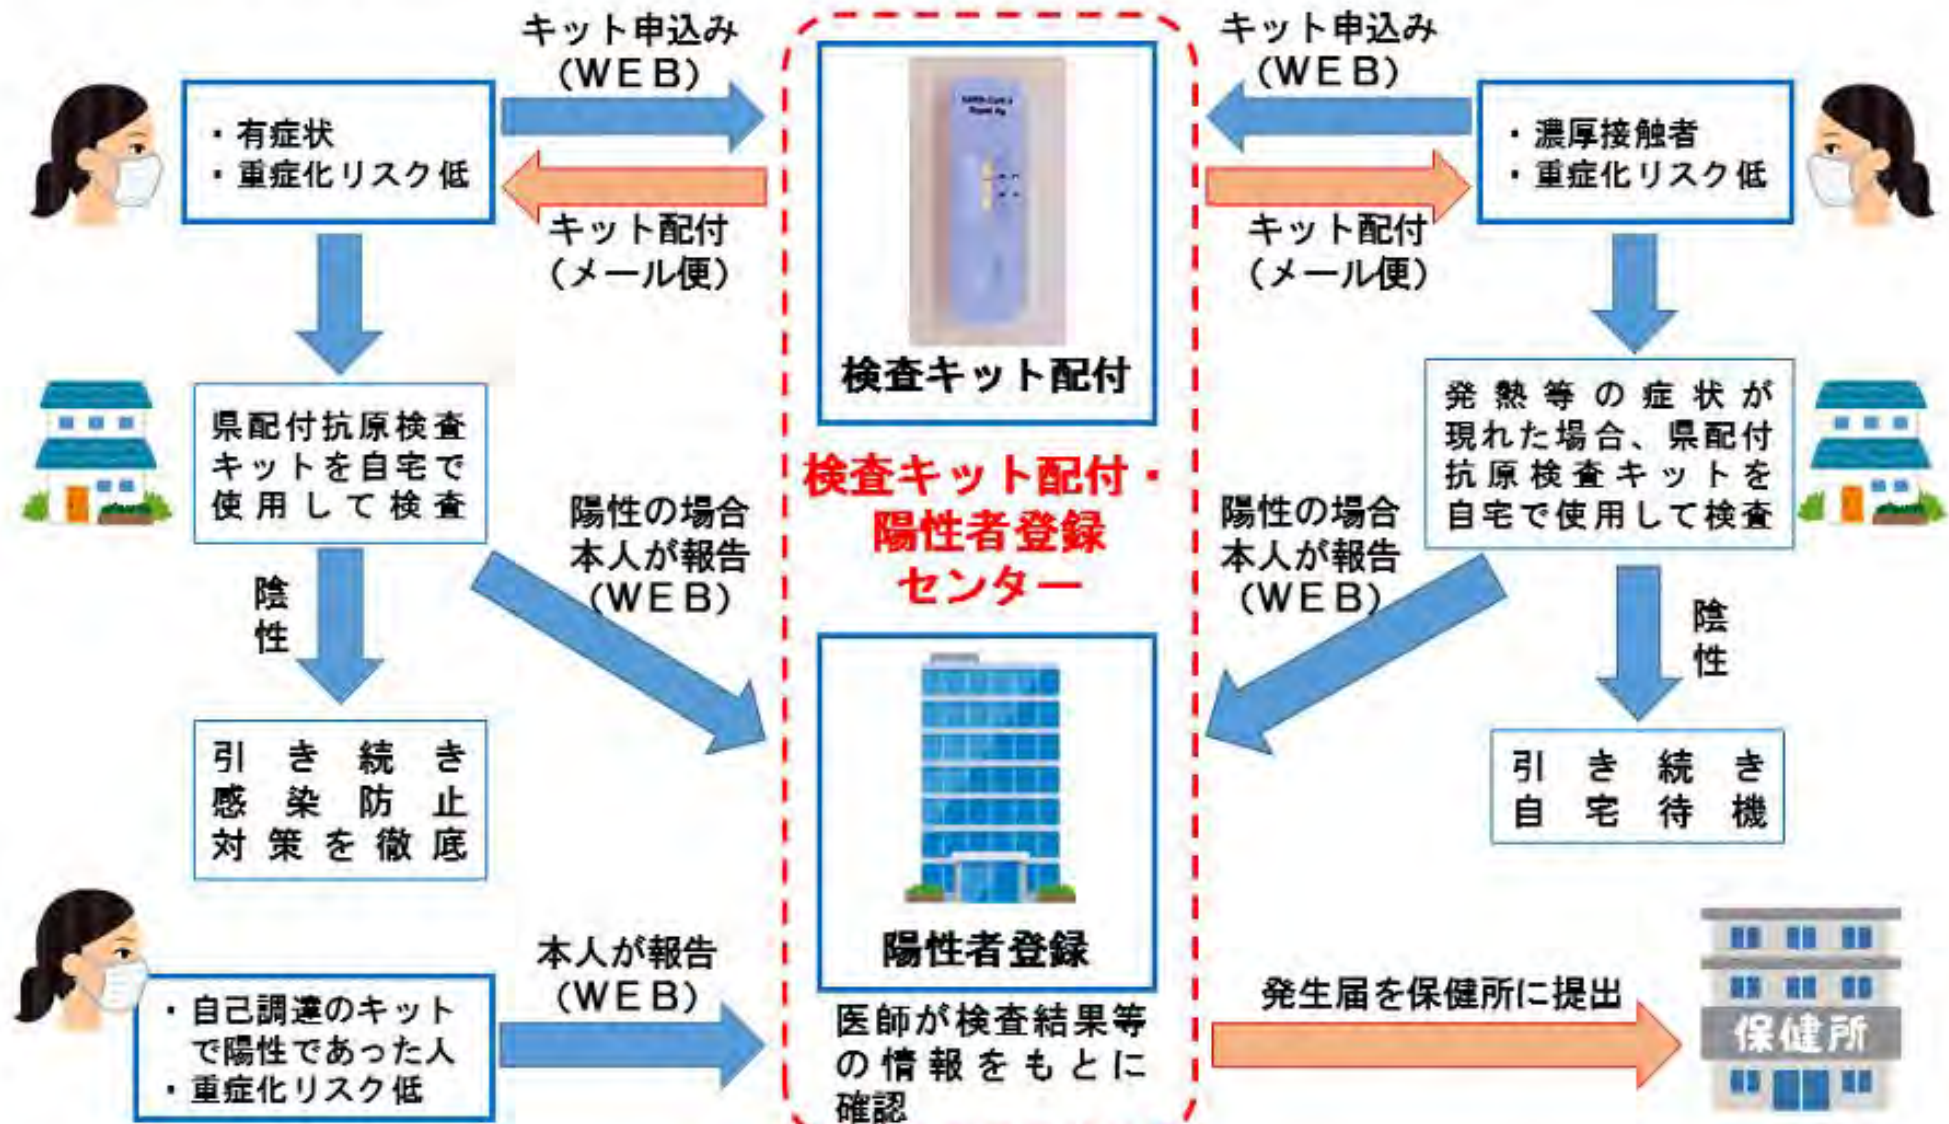 キット申込み
(WEB)
・有症状
・重症化リスク低
キット配付
(メール便)
県配付抗原検査
キットを自宅で
使用して検査
陰
性
陽性の場合
本人が報告
(WEB)
引き続き
感染防止
対策を徹底
・自己調達のキット
で陽性であった人
・重症化リスク低
本人が報告
(WEB)
検査キット配付
検査キット配付・
陽性者登録
センター
陽性者登録
医師が検査結果等
の情報をもとに
確認
キット申込み
(WEB)
・濃厚接触者
・重症化リスク低
キット配付
(メール便)
発熱等の症状が
現れた場合、県配付
抗原検査キットを
自宅で使用して検査
陽性の場合
本人が報告
(WEB)
陰
性
引き続き
自宅待機
発生届を保健所に提出
保健所